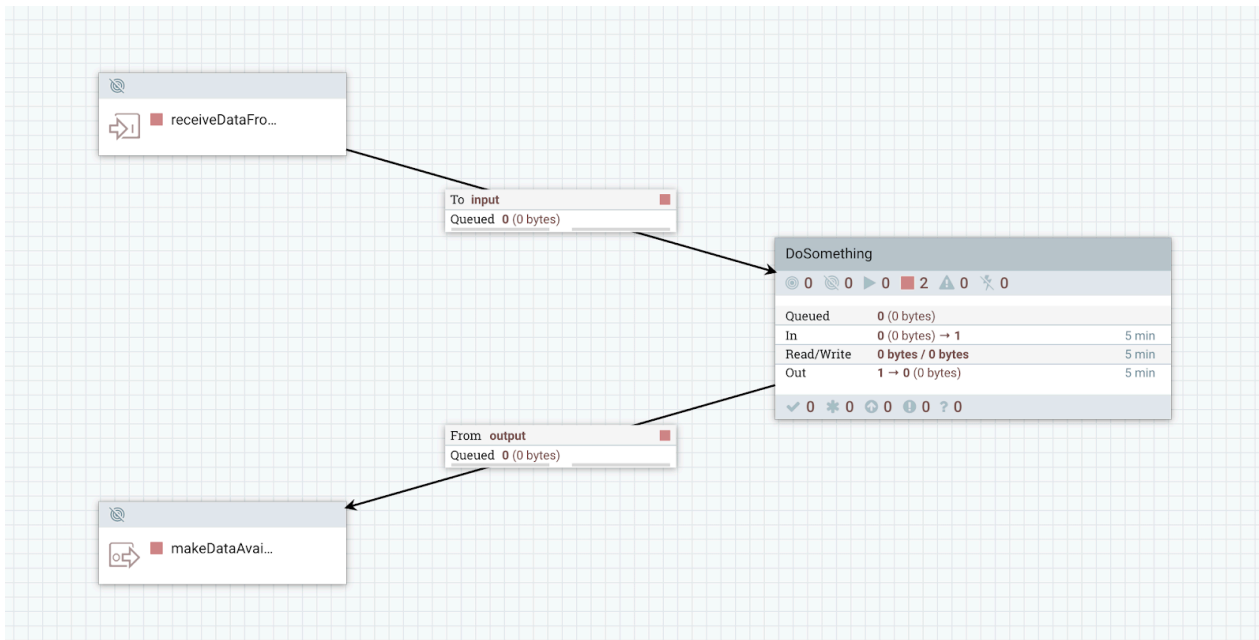 receiveDataFro...
To input
Queued 0 (0 bytes)
DoSomething
0 0 0 2 0 0
Queued 0 (0 bytes)
In 0 (0 bytes) → 1 5 min
Read/Write 0 bytes / 0 bytes 5 min
Out 1 → 0 (0 bytes) 5 min
0 0 0 0 ? 0
From output
Queued 0 (0 bytes)
makeDataAvai...